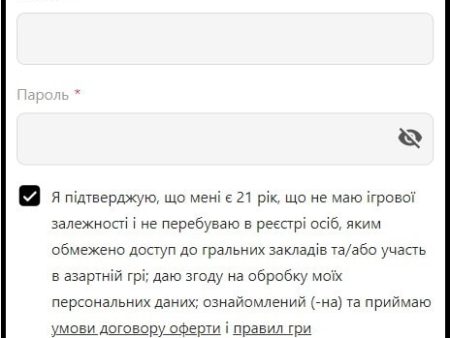 Пароль *
Я підтверджую, що мені є 21 рік, що не маю ігрової
залежності і не перебуваю в реєстрі осіб, яким
обмежено доступ до гральних закладів та/або участь
в азартній грі; даю згоду на обробку моїх
персональних даних; ознайомлений (-на) та приймаю
умови договору оферти і правил гри